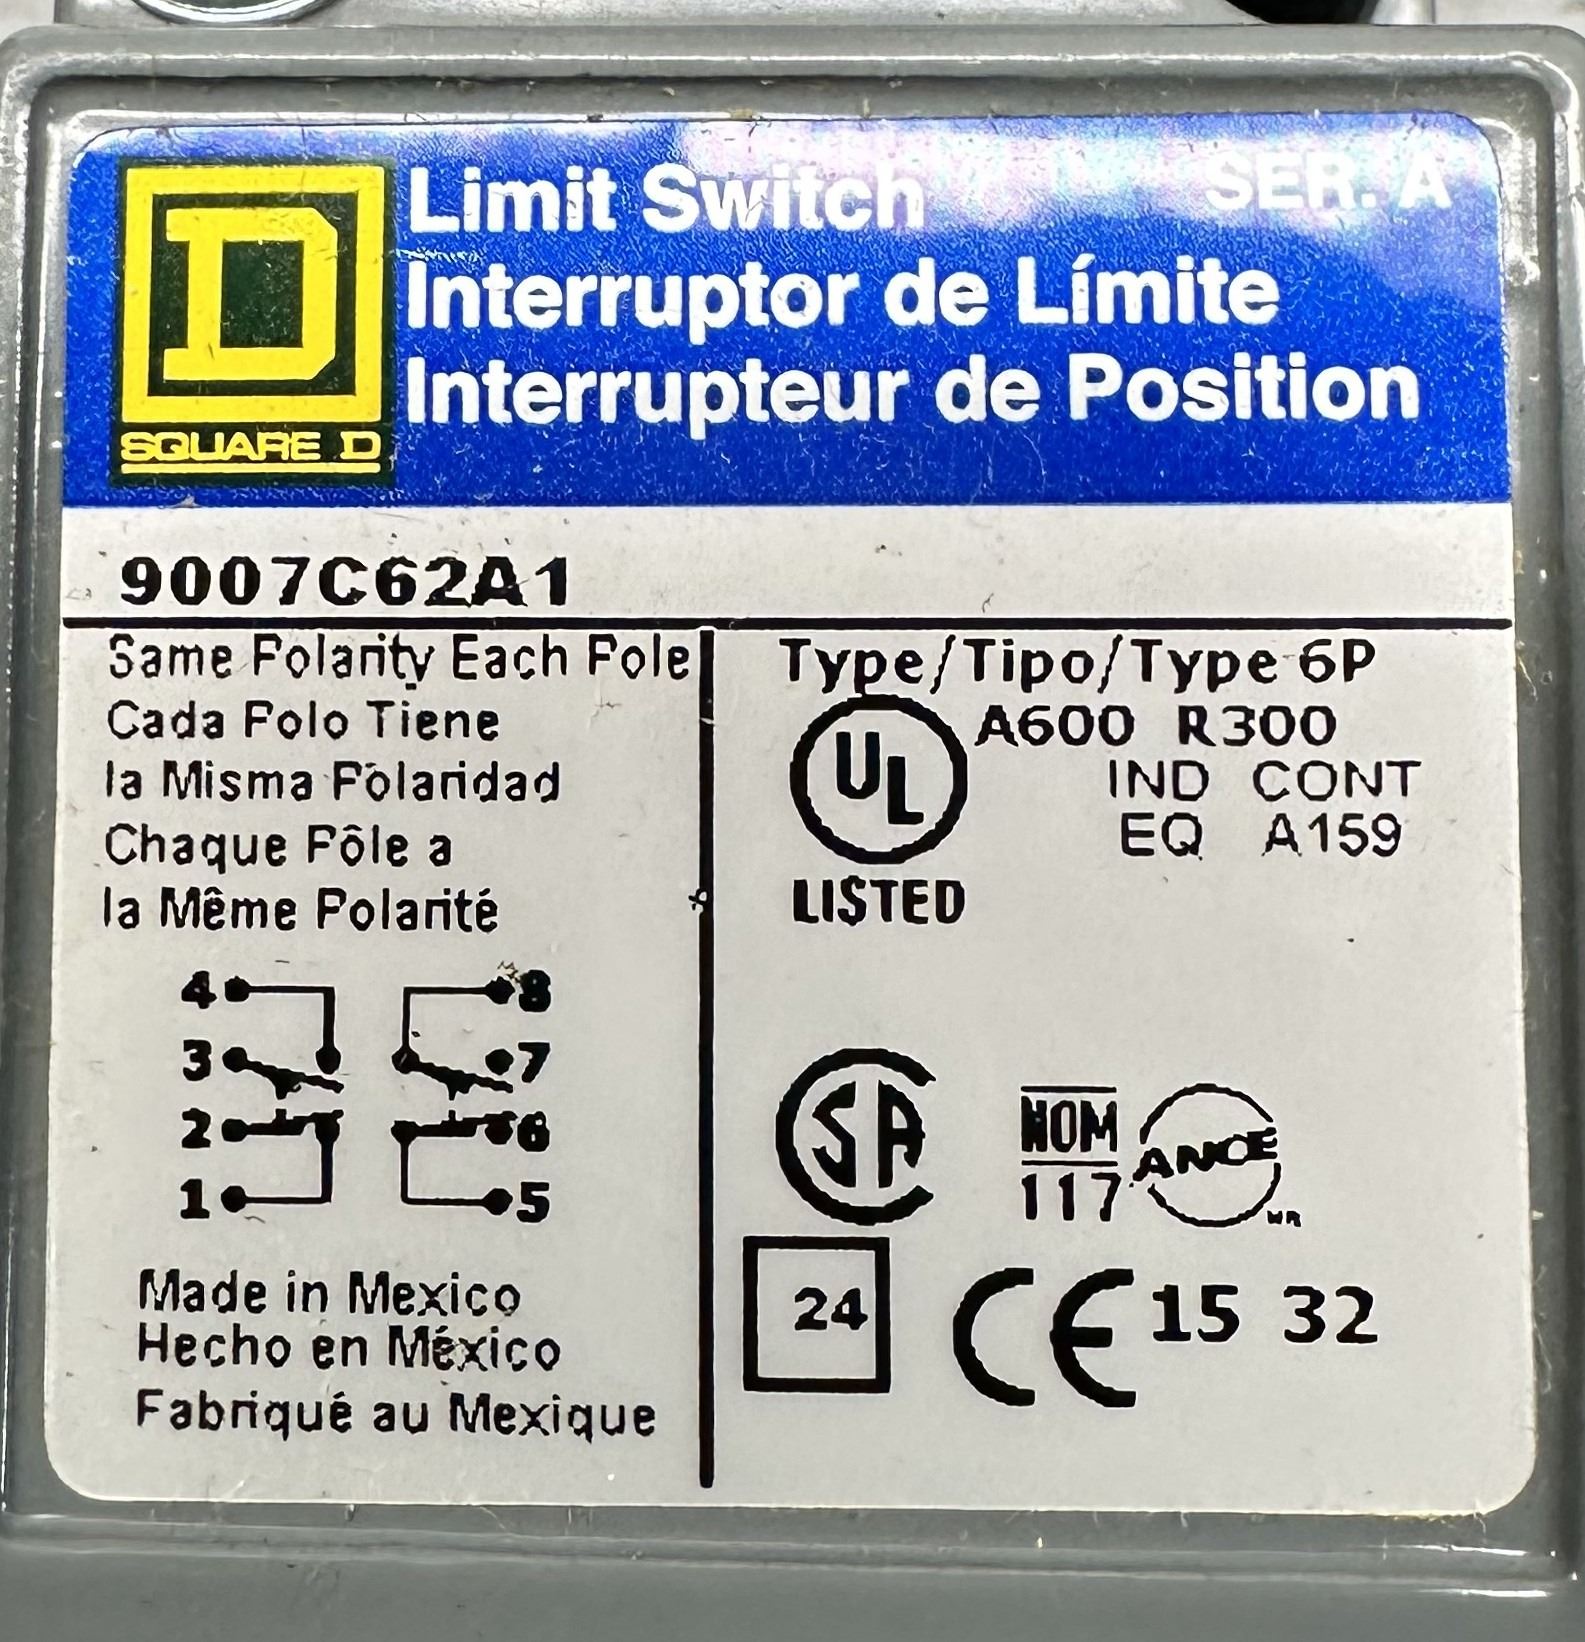 Limit Switch SER. A
Interruptor de Límite
Interrupteur de Position
SQUARE D
9007C62A1
Same Polarity Each Pole
Cada Polo Tiene
la Misma Polaridad
Chaque Pôle a
la Même Polarité
4 8
3 7
2 6
1 5
Made in Mexico
Hecho en México
Fabriqué au Mexique
Type/Tipo/Type 6P
UL A600 R300
IND CONT
EQ A159
LISTED
SA
NOM
117 ANCE
MR
24 CE 15 32